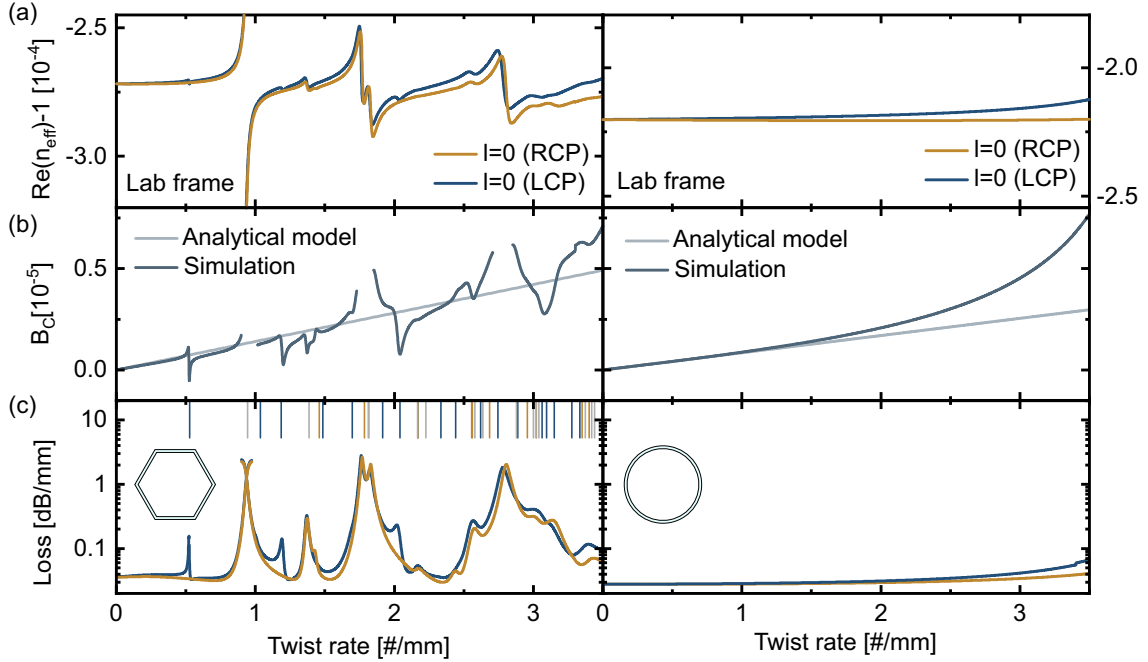 (a)
-2.5
-3.0
Re(n_eff)-1 [10^-4]
l=0 (RCP)
l=0 (LCP)
Lab frame
-2.0
-2.5
l=0 (RCP)
l=0 (LCP)
Lab frame
(b)
0.5
0.0
B_C[10^-5]
Analytical model
Simulation
Analytical model
Simulation
(c)
10
1
0.1
Loss [dB/mm]
0 1 2 3 0 1 2 3
Twist rate [#/mm] Twist rate [#/mm]